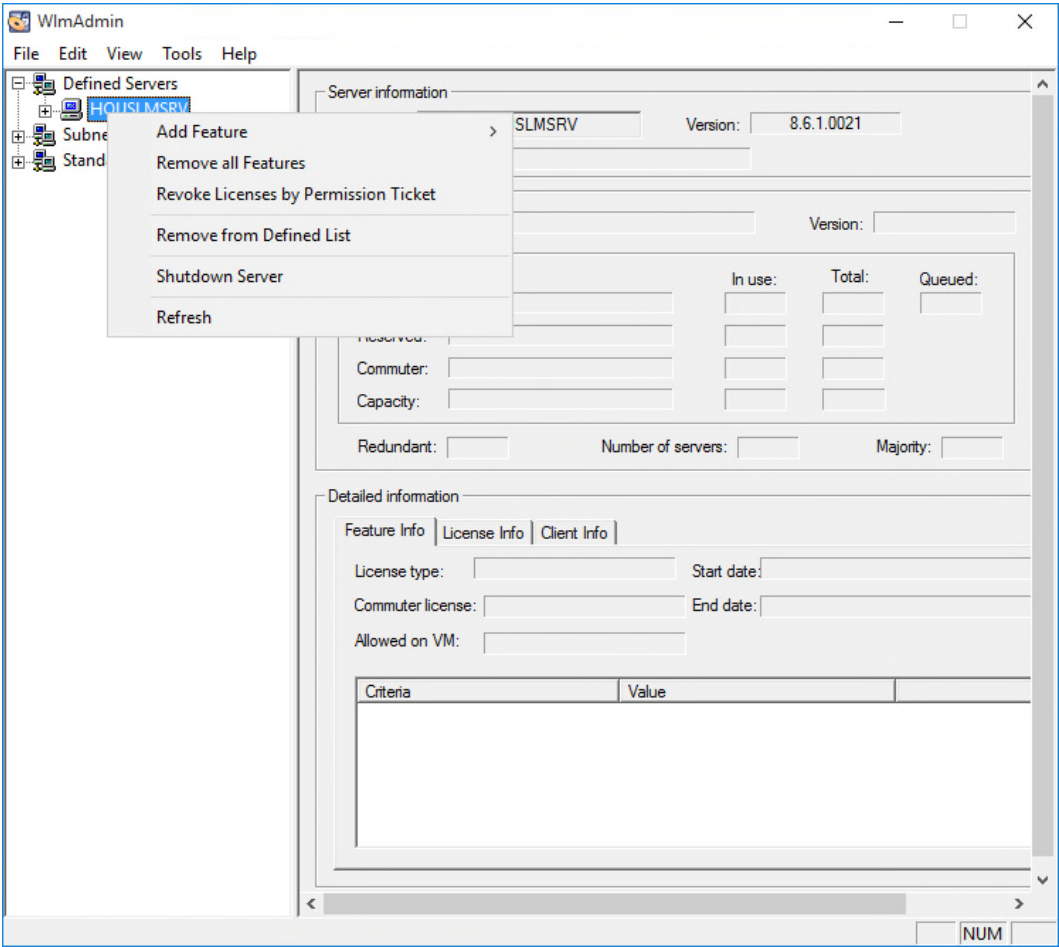 WlmAdmin
File Edit View Tools Help
Defined Servers
HOUSLMSRV
Subne
Stand
Add Feature
Remove all Features
Revoke Licenses by Permission Ticket
Remove from Defined List
Shutdown Server
Refresh
Server information
SLMSRV Version: 8.6.1.0021
Version:
In use: Total: Queued:
Reserved:
Commuter:
Capacity:
Redundant: Number of servers: Majority:
Detailed information
Feature Info License Info Client Info
License type: Start date:
Commuter license: End date:
Allowed on VM:
Criteria Value
NUM